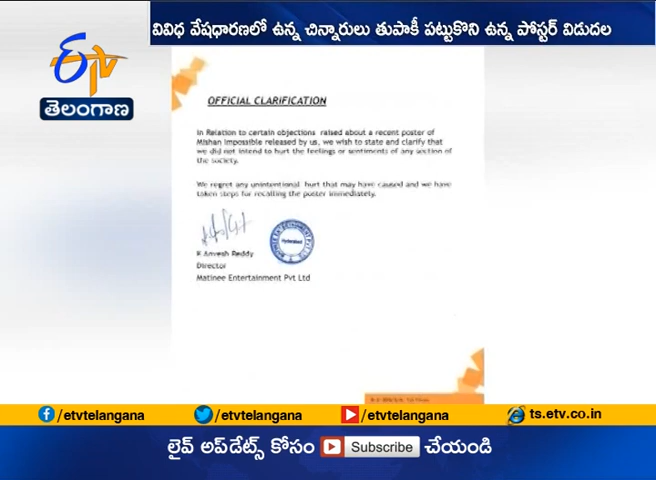 వివిధ వేషధారణలో ఉన్న చిన్నారులు తుపాకీ పట్టుకొని ఉన్న పోస్టర్ విడుదల
ETV
తెలంగాణ
OFFICIAL CLARIFICATION
In Relation to certain objections raised about a recent poster of
Mishan Impossible released by us, we wish to state and clarify that
we did not intend to hurt the feelings or sentiments of any section of
the society.
We regret any unintentional hurt that may have caused and we have
taken steps for recalling the poster immediately.
Hyderabad
Anvesh Reddy
Director
Matinee Entertainment Pvt Ltd
/etvtelangana
/etvtelangana
/etvtelangana
ts.etv.co.in
లైవ్ అప్‌డేట్స్ కోసం Subscribe చేయండి